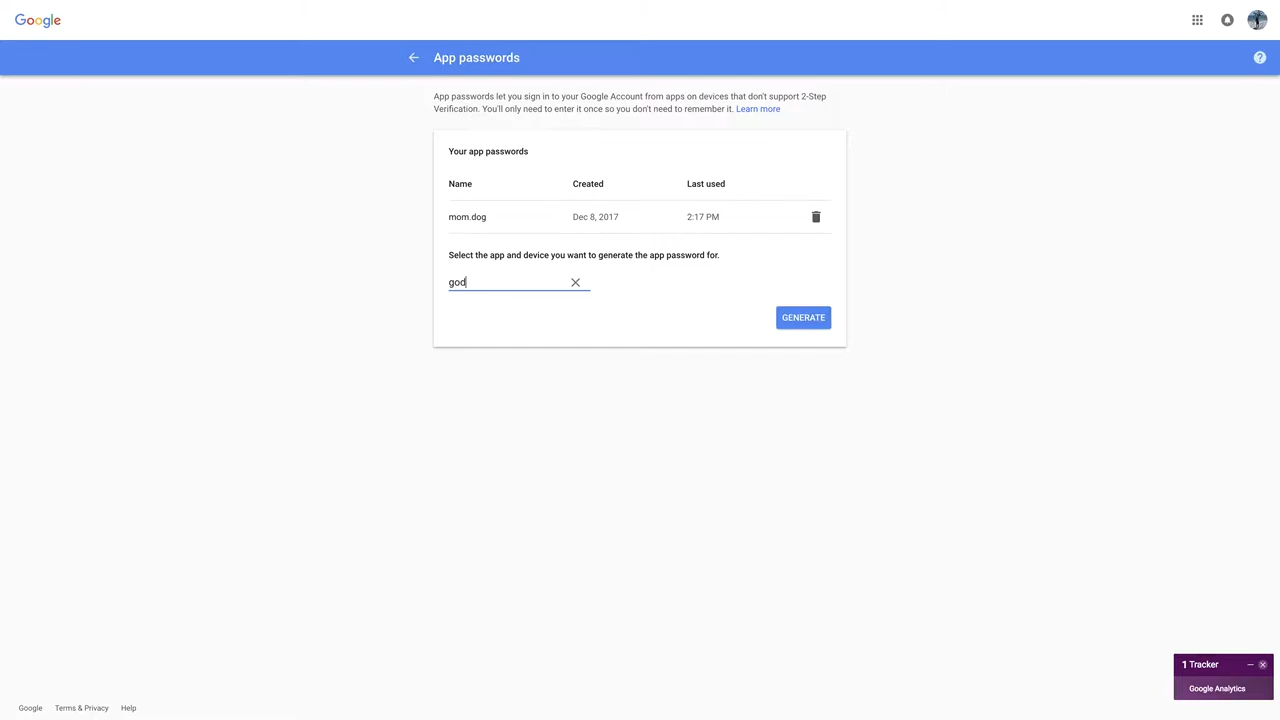 Google
App passwords
App passwords let you sign in to your Google Account from apps on devices that don't support 2-Step
Verification. You'll only need to enter it once so you don't need to remember it. Learn more
Your app passwords
Name Created Last used
mom.dog Dec 8, 2017 2:17 PM
Select the app and device you want to generate the app password for.
god
GENERATE
1 Tracker
Google Analytics
Google Terms & Privacy Help